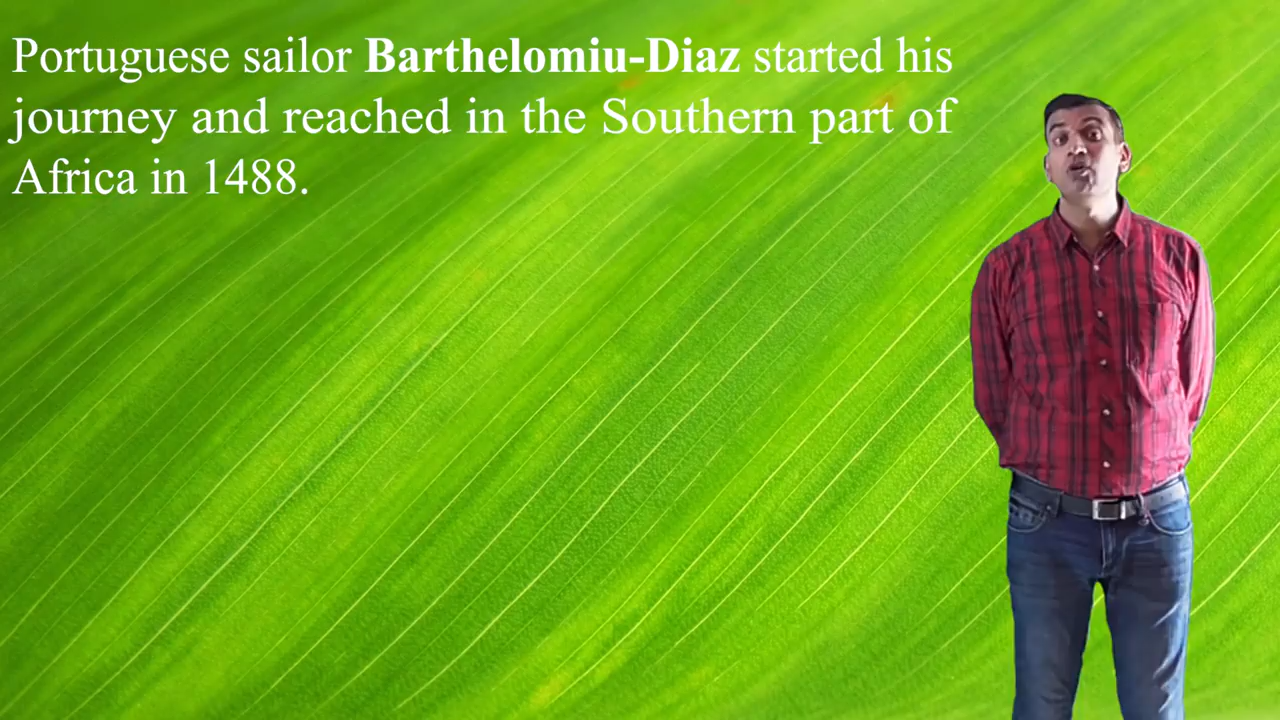 Portuguese sailor Barthelomiu-Diaz started his
journey and reached in the Southern part of
Africa in 1488.